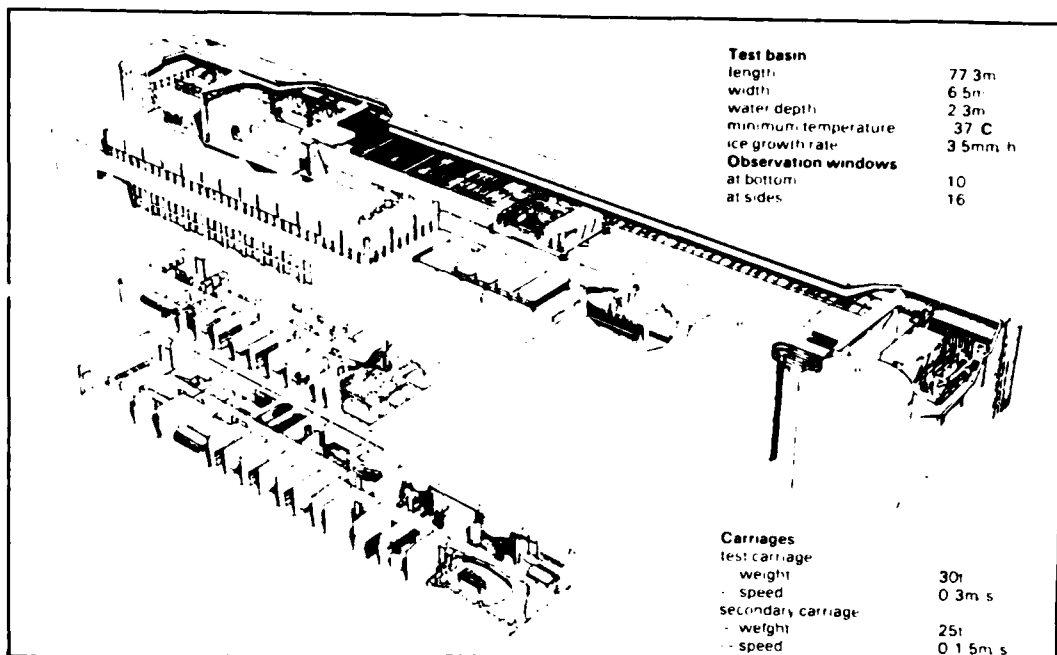 Test basin
length 77 3m
width 6 5m
water depth 2 3m
minimum temperature 37 C
ice growth rate 3 5mm h
Observation windows
at bottom 10
at sides 16
Carriages
test carriage
- weight 30t
- speed 0 3m s
secondary carriage
- weight 25t
- speed 0 1 5m s